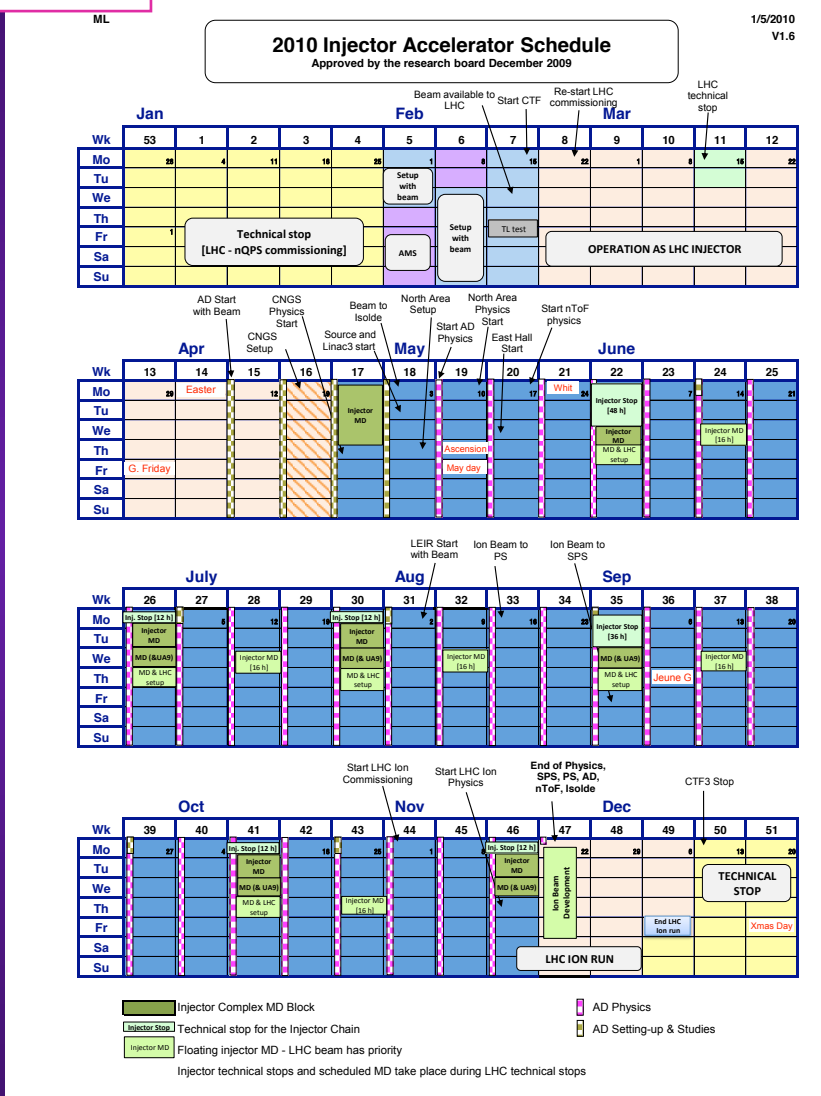 ML
1/5/2010
V1.6
2010 Injector Accelerator Schedule
Approved by the research board December 2009
Beam available to LHC
Start CTF
Re-start LHC commissioning
LHC technical stop
Jan Feb Mar
Wk 53 1 2 3 4 5 6 7 8 9 10 11 12
Mo 28 4 11 18 25 1 8 15 22 1 8 15 22
Tu
We
Th
Fr 1
Sa
Su
Technical stop
[LHC - nQPS commissioning]
Setup with beam
AMS
Setup with beam
TL test
OPERATION AS LHC INJECTOR
AD Start with Beam
CNGS Setup
CNGS Physics Start
Source and Linac3 start
Beam to Isolde
North Area Setup
Start AD Physics
North Area Physics Start
East Hall Start
Start nToF physics
Apr May June
Wk 13 14 15 16 17 18 19 20 21 22 23 24 25
Mo 29 Easter 12 19 3 10 17 Whit 24 7 14 21
Tu
We
Th
Fr G. Friday
Sa
Su
Injector MD
Ascension
May day
Injector Stop [48 h]
Injector MD
MD & LHC setup
Injector MD [16 h]
LEIR Start with Beam
Ion Beam to PS
Ion Beam to SPS
July Aug Sep
Wk 26 27 28 29 30 31 32 33 34 35 36 37 38
Mo Inj. Stop [12 h] 5 12 19 Inj. Stop [12 h] 2 9 16 23 6 13 20
Tu
We
Th
Fr
Sa
Su
Injector MD
MD (&UA9)
MD & LHC setup
Injector MD [16 h]
Injector MD
MD (& UA9)
MD & LHC setup
Injector MD [16 h]
Injector Stop [36 h]
MD (& UA9)
MD & LHC setup
Jeune G
Injector MD [16 h]
Start LHC Ion Commissioning
Start LHC Ion Physics
End of Physics, SPS, PS, AD, nToF, Isolde
CTF3 Stop
Oct Nov Dec
Wk 39 40 41 42 43 44 45 46 47 48 49 50 51
Mo 27 4 Inj. Stop [12 h] 18 25 1 8 Inj. Stop [12 h] 22 29 6 13 20
Tu
We
Th
Fr
Sa
Su
Injector MD
MD (& UA9)
MD & LHC setup
Injector MD [16 h]
Injector MD
MD (& UA9)
Ion Beam Development
LHC ION RUN
End LHC Ion run
TECHNICAL STOP
Xmas Day
Injector Complex MD Block
Injector Stop Technical stop for the Injector Chain
Injector MD Floating injector MD - LHC beam has priority
Injector technical stops and scheduled MD take place during LHC technical stops
AD Physics
AD Setting-up & Studies